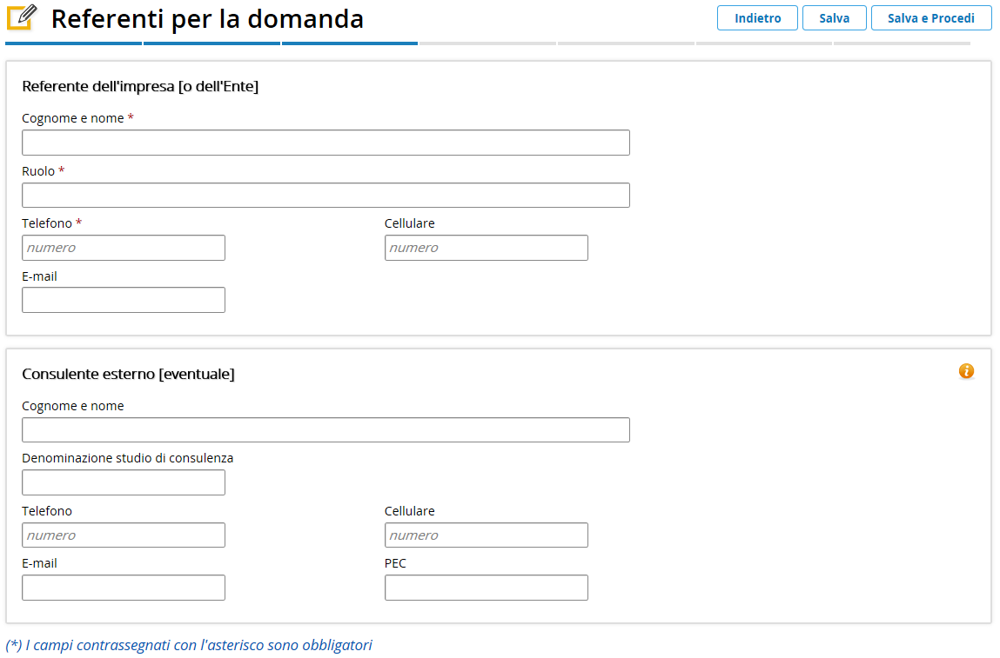 Referenti per la domanda
Indietro
Salva
Salva e Procedi
Referente dell'impresa [o dell'Ente]
Cognome e nome *
Ruolo *
Telefono * Cellulare
numero numero
E-mail
Consulente esterno [eventuale]
i
Cognome e nome
Denominazione studio di consulenza
Telefono Cellulare
numero numero
E-mail PEC
(*) I campi contrassegnati con l'asterisco sono obbligatori